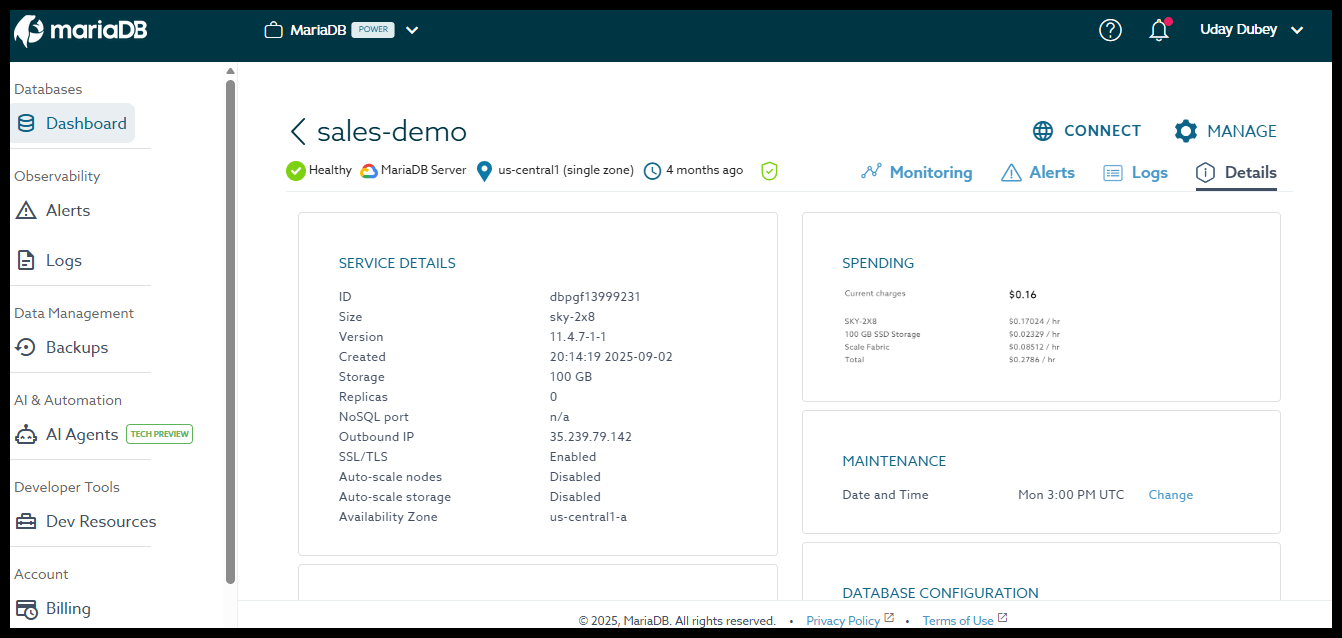 mariaDB
MariaDB POWER
Uday Dubey
Databases
Dashboard
Observability
Alerts
Logs
Data Management
Backups
AI & Automation
AI Agents TECH PREVIEW
Developer Tools
Dev Resources
Account
Billing
sales-demo
CONNECT MANAGE
Healthy MariaDB Server us-central1 (single zone) 4 months ago
Monitoring Alerts Logs Details
SERVICE DETAILS
ID dbpgf13999231
Size sky-2x8
Version 11.4.7-1-1
Created 20:14:19 2025-09-02
Storage 100 GB
Replicas 0
NoSQL port n/a
Outbound IP 35.239.79.142
SSL/TLS Enabled
Auto-scale nodes Disabled
Auto-scale storage Disabled
Availability Zone us-central1-a
SPENDING
Current charges $0.16
SKY-2X8 $0.17024 / hr
100 GB SSD Storage $0.02329 / hr
Scale Fabric $0.08512 / hr
Total $0.2786 / hr
MAINTENANCE
Date and Time Mon 3:00 PM UTC Change
DATABASE CONFIGURATION
© 2025, MariaDB. All rights reserved. • Privacy Policy • Terms of Use